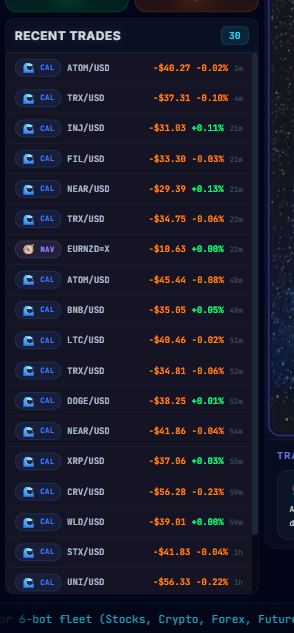 RECENT TRADES 30
CAL ATOM/USD -$40.27 -0.02% 3m
CAL TRX/USD -$37.31 -0.10% 4m
CAL INJ/USD -$31.03 +0.11% 21m
CAL FIL/USD -$33.30 -0.03% 21m
CAL NEAR/USD -$29.39 +0.13% 21m
CAL TRX/USD -$34.75 -0.06% 22m
NAV EURNZD=X -$10.63 +0.00% 22m
CAL ATOM/USD -$45.44 -0.08% 48m
CAL BNB/USD -$35.05 +0.05% 49m
CAL LTC/USD -$40.46 -0.02% 51m
CAL TRX/USD -$34.81 -0.06% 52m
CAL DOGE/USD -$38.25 +0.01% 52m
CAL NEAR/USD -$41.86 -0.04% 54m
CAL XRP/USD -$37.06 +0.03% 55m
CAL CRV/USD -$56.28 -0.23% 59m
CAL WLD/USD -$39.01 +0.00% 59m
CAL STX/USD -$41.83 -0.04% 1h
CAL UNI/USD -$56.33 -0.22% 1h
TRA
A
d
ur 6-bot fleet (Stocks, Crypto, Forex, Future